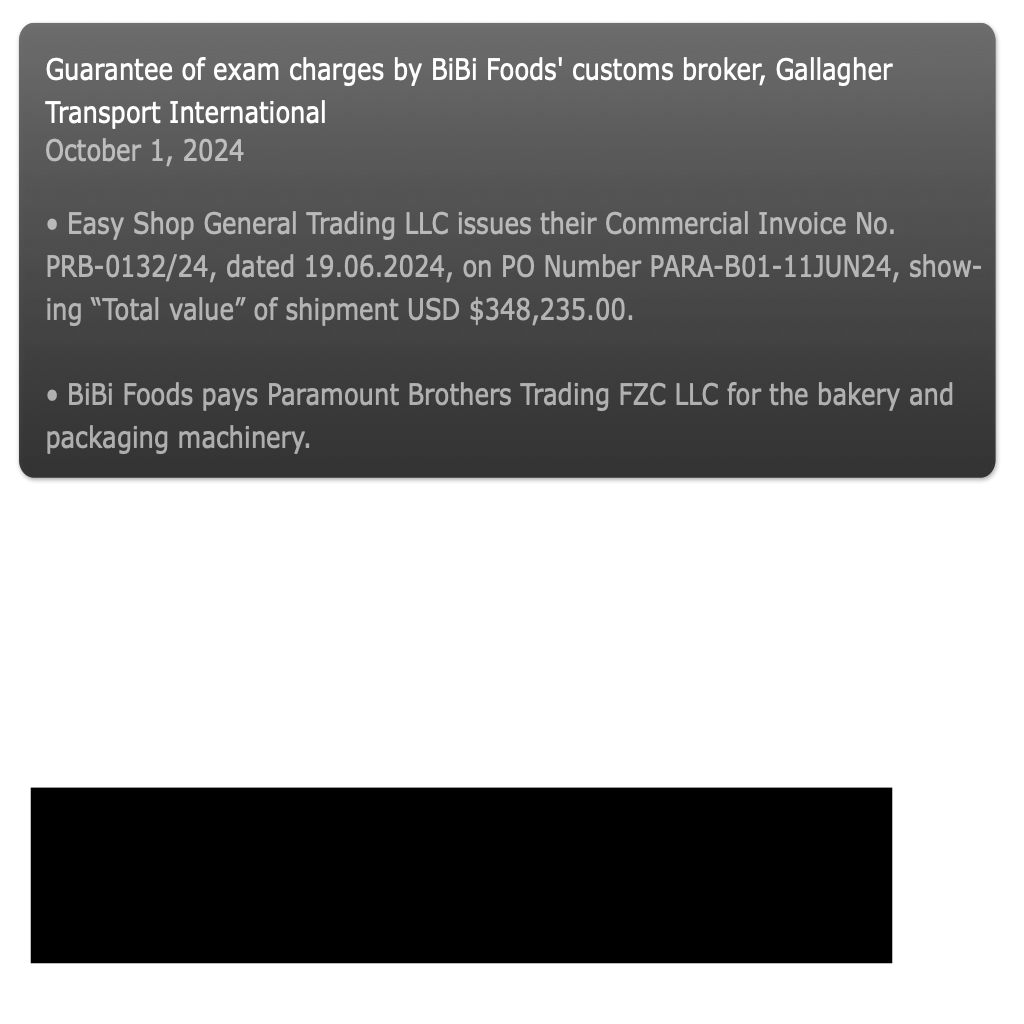 Guarantee of exam charges by BiBi Foods' customs broker, Gallagher
Transport International
October 1, 2024
• Easy Shop General Trading LLC issues their Commercial Invoice No.
PRB-0132/24, dated 19.06.2024, on PO Number PARA-B01-11JUN24, show-
ing “Total value” of shipment USD $348,235.00.
• BiBi Foods pays Paramount Brothers Trading FZC LLC for the bakery and
packaging machinery.